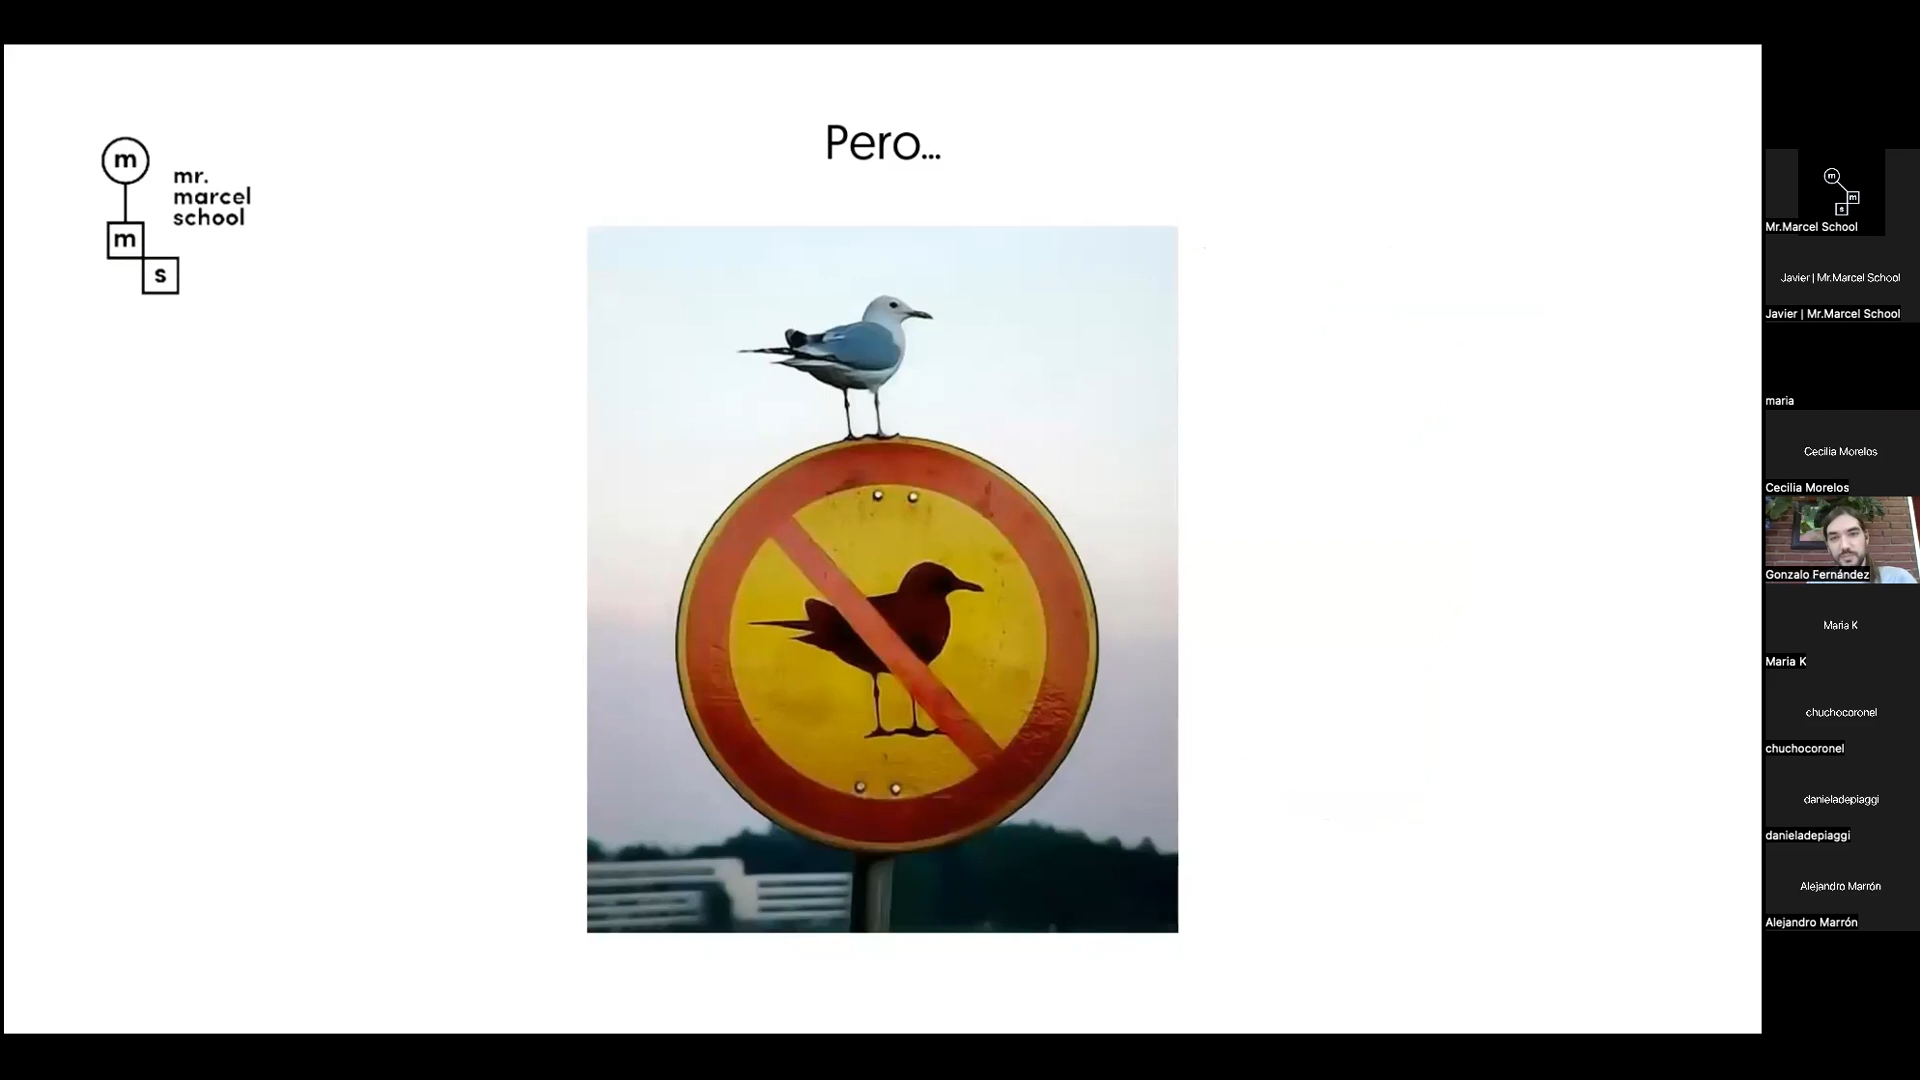 Pero...
m
mr.
marcel
school
m
s
m
m
s
Mr.Marcel School
Javier | Mr.Marcel School
Javier | Mr.Marcel School
maria
Cecilia Morelos
Cecilia Morelos
Gonzalo Fernández
Maria K
Maria K
chuchocoronel
chuchocoronel
danieladepiaggi
danieladepiaggi
Alejandro Marrón
Alejandro Marrón